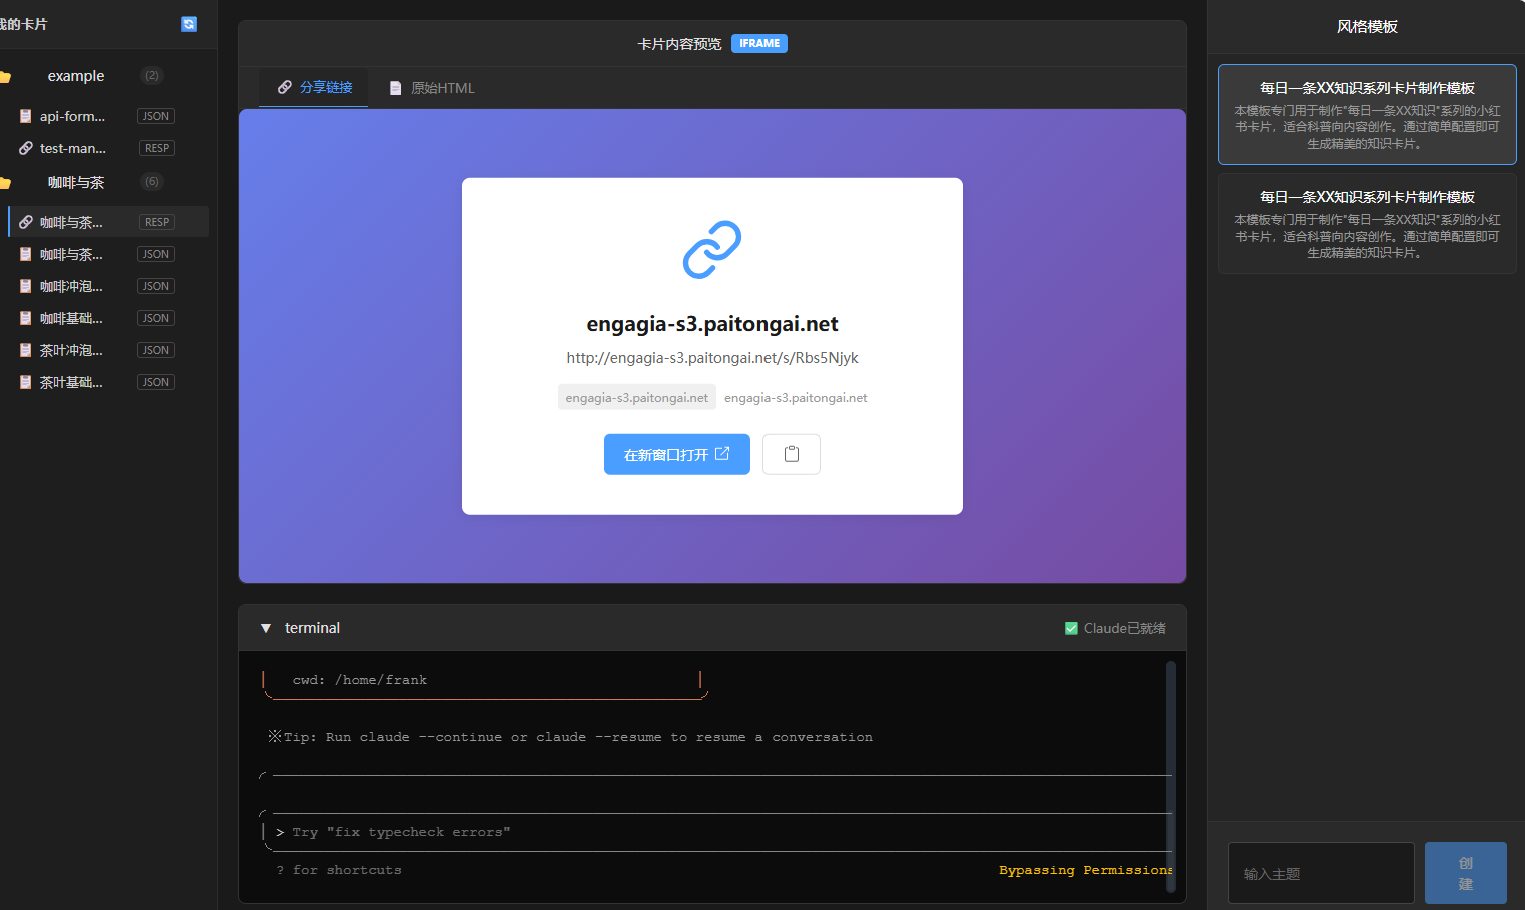 我的卡片
example (2)
api-form... JSON
test-man... RESP
咖啡与茶 (6)
咖啡与茶... RESP
咖啡与茶... JSON
咖啡冲泡... JSON
咖啡基础... JSON
茶叶冲泡... JSON
茶叶基础... JSON
卡片内容预览 IFRAME
分享链接 原始HTML
engagia-s3.paitongai.net
http://engagia-s3.paitongai.net/s/Rbs5Njyk
engagia-s3.paitongai.net engagia-s3.paitongai.net
在新窗口打开
▼ terminal Claude已就绪
cwd: /home/frank
※Tip: Run claude --continue or claude --resume to resume a conversation
> Try "fix typecheck errors"
? for shortcuts Bypassing Permissions
风格模板
每日一条XX知识系列卡片制作模板
本模板专门用于制作"每日一条XX知识"系列的小红
书卡片，适合科普向内容创作。通过简单配置即可
生成精美的知识卡片。
每日一条XX知识系列卡片制作模板
本模板专门用于制作"每日一条XX知识"系列的小红
书卡片，适合科普向内容创作。通过简单配置即可
生成精美的知识卡片。
输入主题
创
建